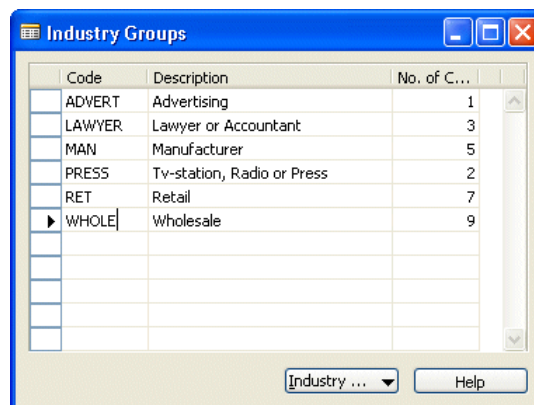 Industry Groups
Code Description No. of C...
ADVERT Advertising 1
LAWYER Lawyer or Accountant 3
MAN Manufacturer 5
PRESS Tv-station, Radio or Press 2
RET Retail 7
WHOLE Wholesale 9
Industry ... Help